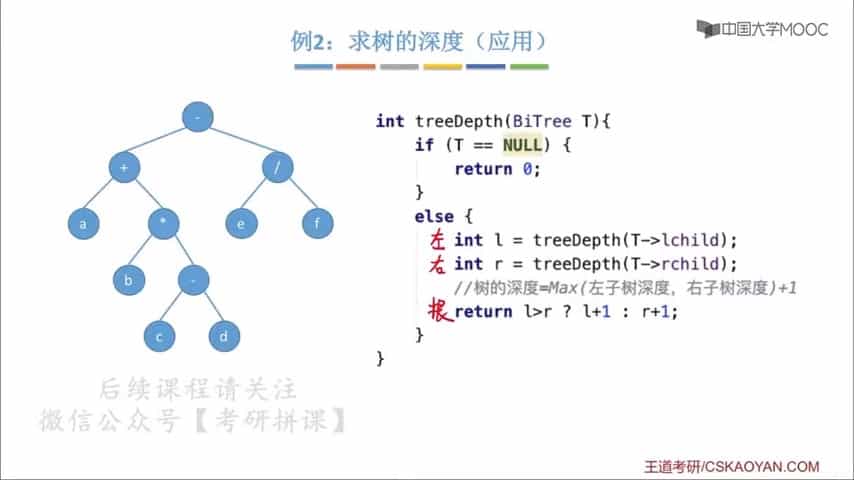 例2：求树的深度（应用）
中国大学MOOC
-
+
/
a
*
e
f
b
-
c
d
int treeDepth(BiTree T){
if (T == NULL) {
return 0;
}
else {
左 int l = treeDepth(T->lchild);
右 int r = treeDepth(T->rchild);
//树的深度=Max(左子树深度，右子树深度)+1
根 return l>r ? l+1 : r+1;
}
}
后续课程请关注
微信公众号【考研拼课】
王道考研/CSKAOYAN.COM